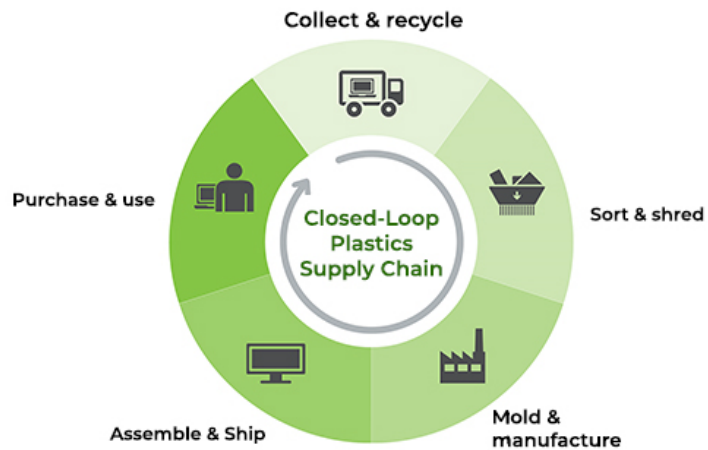 Collect & recycle
Purchase & use
Closed-Loop
Plastics
Supply Chain
Sort & shred
Assemble & Ship
Mold &
manufacture